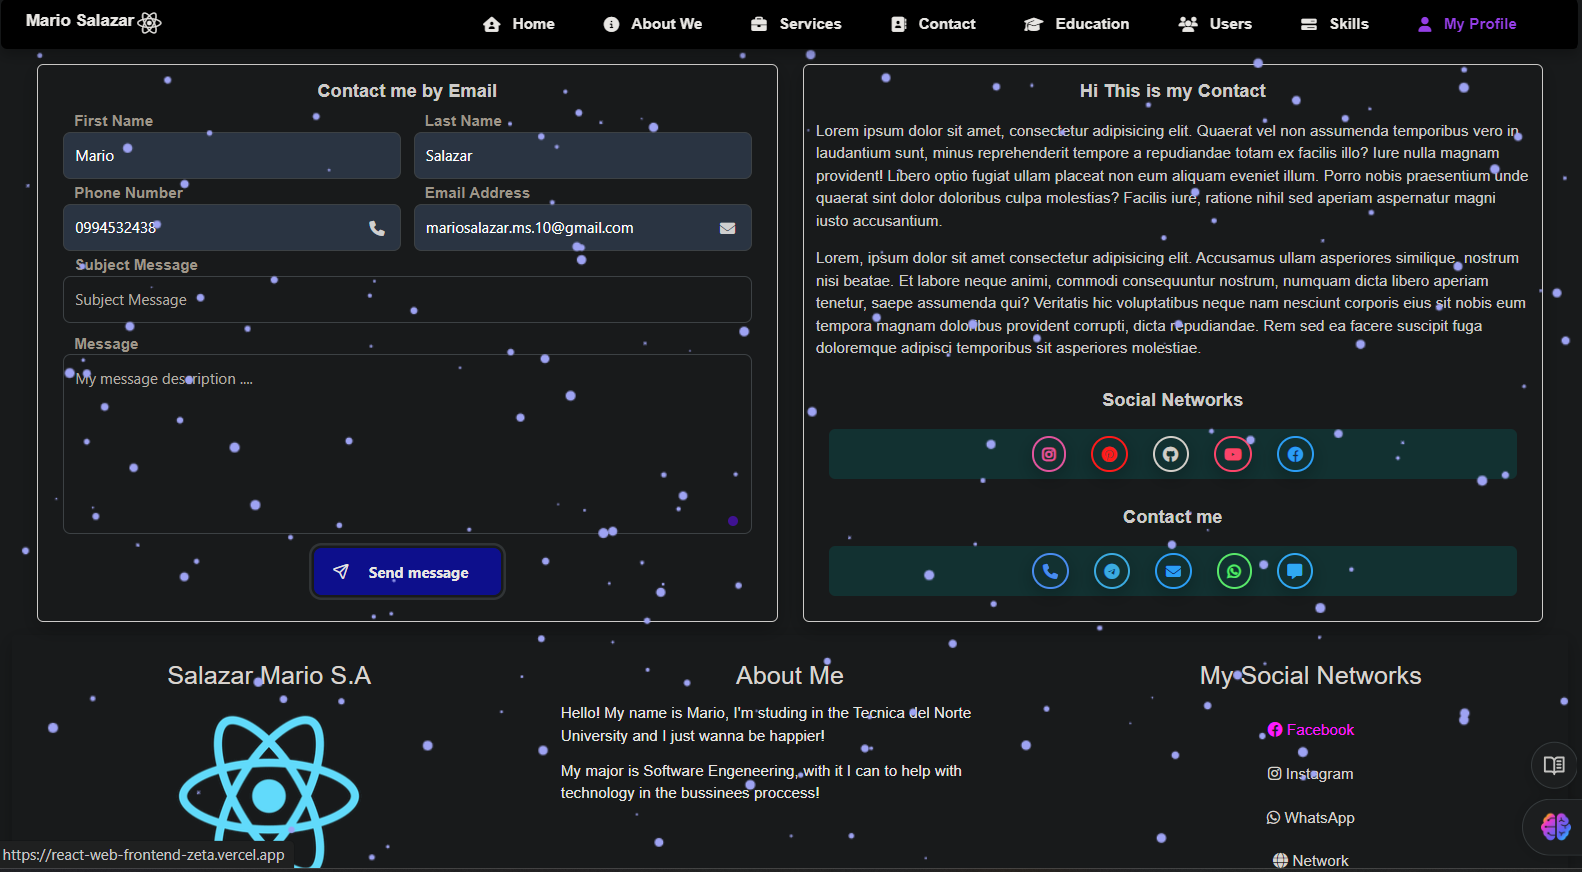 Mario Salazar
Home
About We
Services
Contact
Education
Users
Skills
My Profile
Contact me by Email
First Name
Last Name
Mario
Salazar
Phone Number
Email Address
0994532438
mariosalazar.ms.10@gmail.com
Subject Message
Subject Message
Message
My message description ....
Send message
Hi This is my Contact
Lorem ipsum dolor sit amet, consectetur adipisicing elit. Quaerat vel non assumenda temporibus vero in
laudantium sunt, minus reprehenderit tempore a repudiandae totam ex facilis illo? Iure nulla magnam
provident! Libero optio fugiat ullam placeat non eum aliquam eveniet illum. Porro nobis praesentium unde
quaerat sint dolor doloribus culpa molestias? Facilis iure, ratione nihil sed aperiam aspernatur magni
iusto accusantium.
Lorem, ipsum dolor sit amet consectetur adipisicing elit. Accusamus ullam asperiores similique, nostrum
nisi beatae. Et labore neque animi, commodi consequuntur nostrum, numquam dicta libero aperiam
tenetur, saepe assumenda qui? Veritatis hic voluptatibus neque nam nesciunt corporis eius sit nobis eum
tempora magnam doloribus provident corrupti, dicta repudiandae. Rem sed ea facere suscipit fuga
doloremque adipisci temporibus sit asperiores molestiae.
Social Networks
Contact me
Salazar Mario S.A
About Me
Hello! My name is Mario, I'm studing in the Tecnica del Norte
University and I just wanna be happier!
My major is Software Engeneering, with it I can to help with
technology in the bussinees proccess!
My Social Networks
Facebook
Instagram
WhatsApp
Network
https://react-web-frontend-zeta.vercel.app